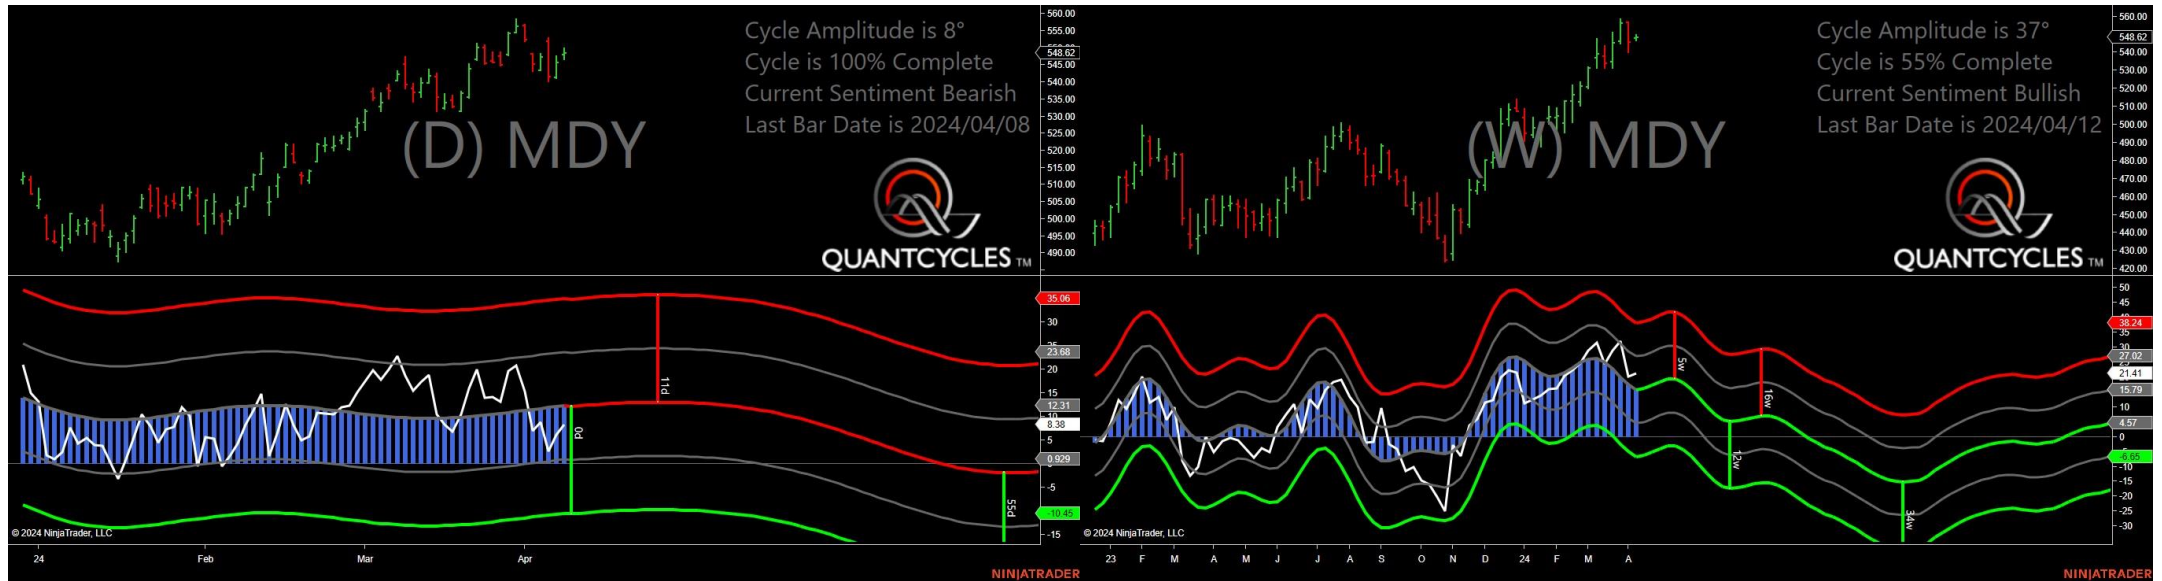 Cycle Amplitude is 8°
Cycle is 100% Complete
Current Sentiment Bearish
Last Bar Date is 2024/04/08
(D) MDY
QUANTCYCLES TM
560.00
555.00
548.62
545.00
540.00
535.00
530.00
525.00
520.00
515.00
510.00
505.00
500.00
495.00
490.00
35.06
30
23.68
20
15
12.31
10
8.38
5
0.929
-5
-10.45
-15
11d
0d
55d
© 2024 NinjaTrader, LLC
24 Feb Mar Apr
NINJATRADER
Cycle Amplitude is 37°
Cycle is 55% Complete
Current Sentiment Bullish
Last Bar Date is 2024/04/12
(W) MDY
QUANTCYCLES TM
560.00
548.62
540.00
530.00
520.00
510.00
500.00
490.00
480.00
470.00
460.00
450.00
440.00
430.00
420.00
50
45
38.24
35
30
27.02
21.41
15.79
10
4.57
0
-6.65
-10
-15
-20
-25
-30
5w
16w
12w
34w
© 2024 NinjaTrader, LLC
23 F M A M J J A S O N D 24 F M A
NINJATRADER